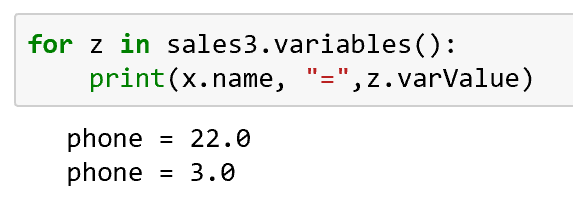 for z in sales3.variables():
    print(x.name, "=",z.varValue)
phone = 22.0
phone = 3.0